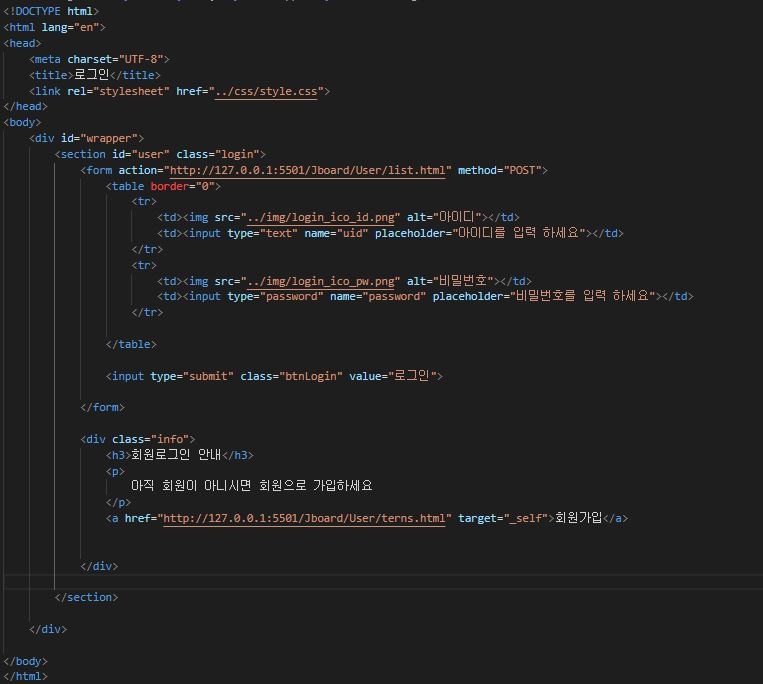 <!DOCTYPE html>
<html lang="en">
<head>
<meta charset="UTF-8">
<title>로그인</title>
<link rel="stylesheet" href="../css/style.css">
</head>
<body>
<div id="wrapper">
<section id="user" class="login">
<form action="http://127.0.0.1:5501/Jboard/User/list.html" method="POST">
<table border="0">
<tr>
<td><img src="../img/login_ico_id.png" alt="아이디"></td>
<td><input type="text" name="uid" placeholder="아이디를 입력 하세요"></td>
</tr>
<tr>
<td><img src="../img/login_ico_pw.png" alt="비밀번호"></td>
<td><input type="password" name="password" placeholder="비밀번호를 입력 하세요"></td>
</tr>
</table>
<input type="submit" class="btnLogin" value="로그인">
</form>
<div class="info">
<h3>회원로그인 안내</h3>
<p>
아직 회원이 아니시면 회원으로 가입하세요
</p>
<a href="http://127.0.0.1:5501/Jboard/User/terns.html" target="_self">회원가입</a>
</div>
</section>
</div>
</body>
</html>